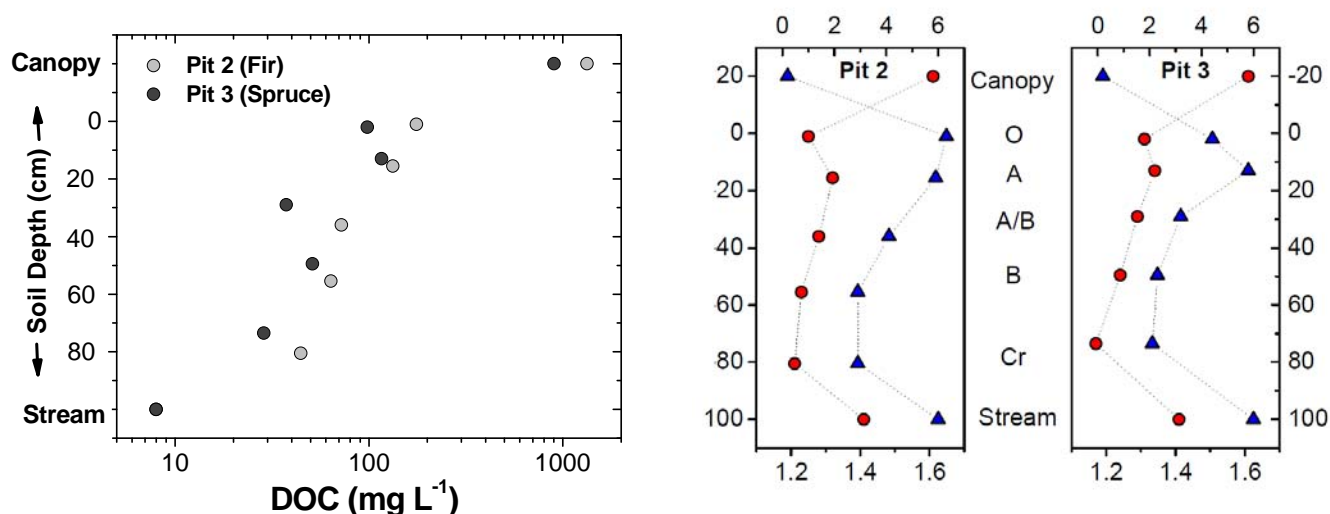 Canopy
0
20
40
60
80
Stream
← Soil Depth (cm) →
Pit 2 (Fir)
Pit 3 (Spruce)
10 100 1000
DOC (mg L⁻¹)
0 2 4 6
Pit 2
20
0
20
40
60
80
100
1.2 1.4 1.6
Canopy
O
A
A/B
B
Cr
Stream
0 2 4 6
Pit 3
-20
0
20
40
60
80
100
1.2 1.4 1.6